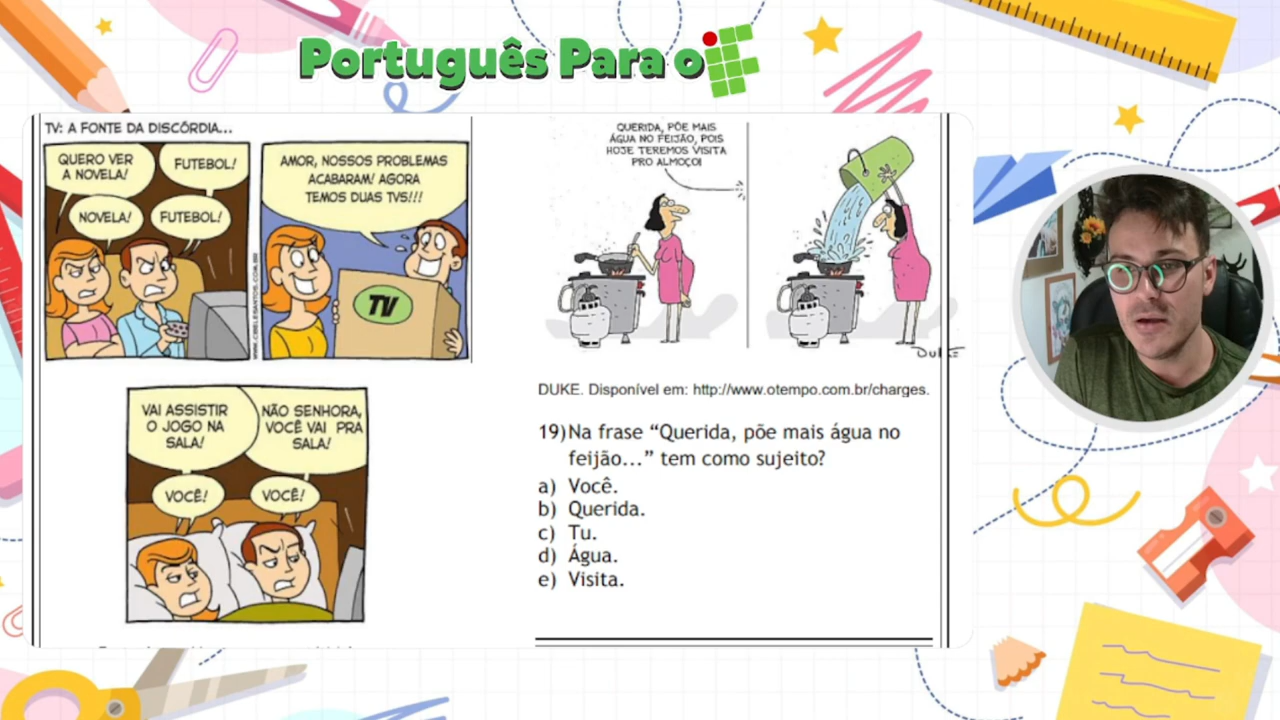 Português Para o
TV: A FONTE DA DISCÓRDIA...
QUERO VER
A NOVELA!
FUTEBOL!
NOVELA!
FUTEBOL!
AMOR, NOSSOS PROBLEMAS
ACABARAM! AGORA
TEMOS DUAS TVS!!!
TV
VAI ASSISTIR
O JOGO NA
SALA!
NÃO SENHORA,
VOCÊ VAI PRA
SALA!
VOCÊ!
VOCÊ!
QUERIDA, PÕE MAIS
ÁGUA NO FEIJÃO, POIS
HOJE TEREMOS VISITA
PRO ALMOÇO!
DUKE
DUKE. Disponível em: http://www.otempo.com.br/charges.
19)Na frase “Querida, põe mais água no
feijão...” tem como sujeito?
a) Você.
b) Querida.
c) Tu.
d) Água.
e) Visita.